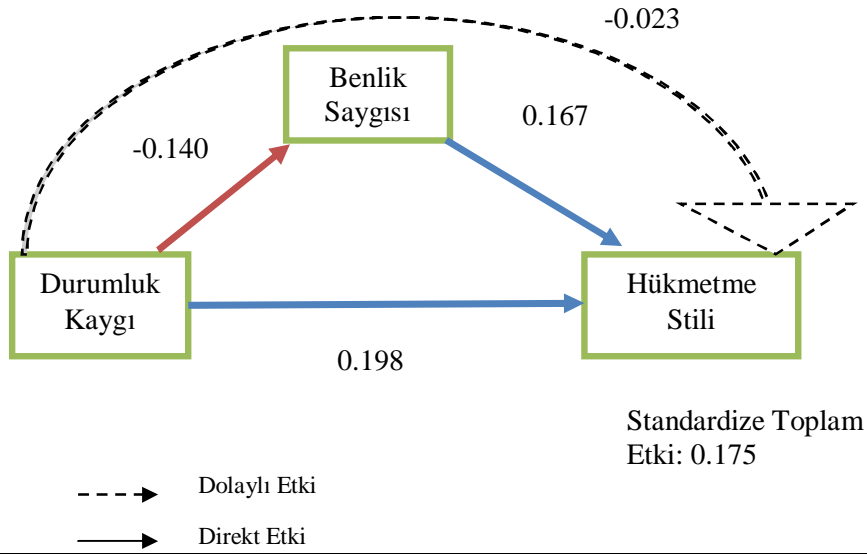 -0.023
Benlik
Saygısı
0.167
-0.140
Durumluk
Kaygı
Hükmetme
Stili
0.198
Standardize Toplam
Etki: 0.175
Dolaylı Etki
Direkt Etki